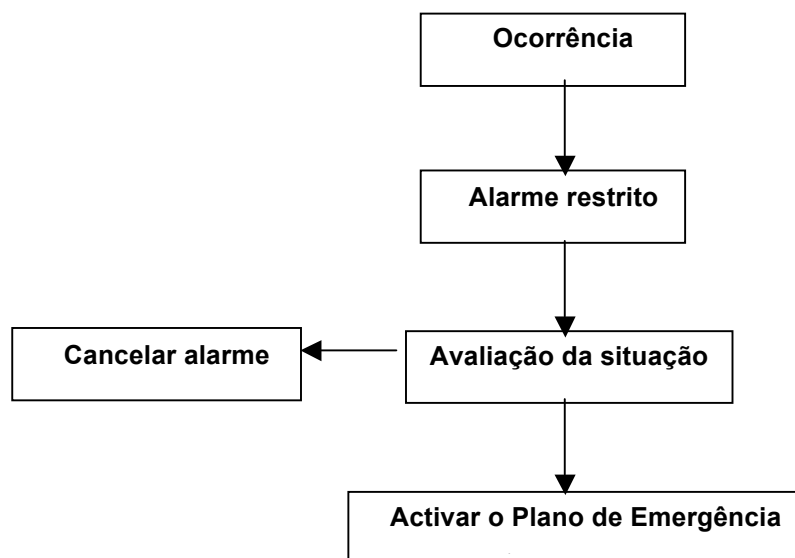 Ocorrência
Alarme restrito
Cancelar alarme
Avaliação da situação
Activar o Plano de Emergência